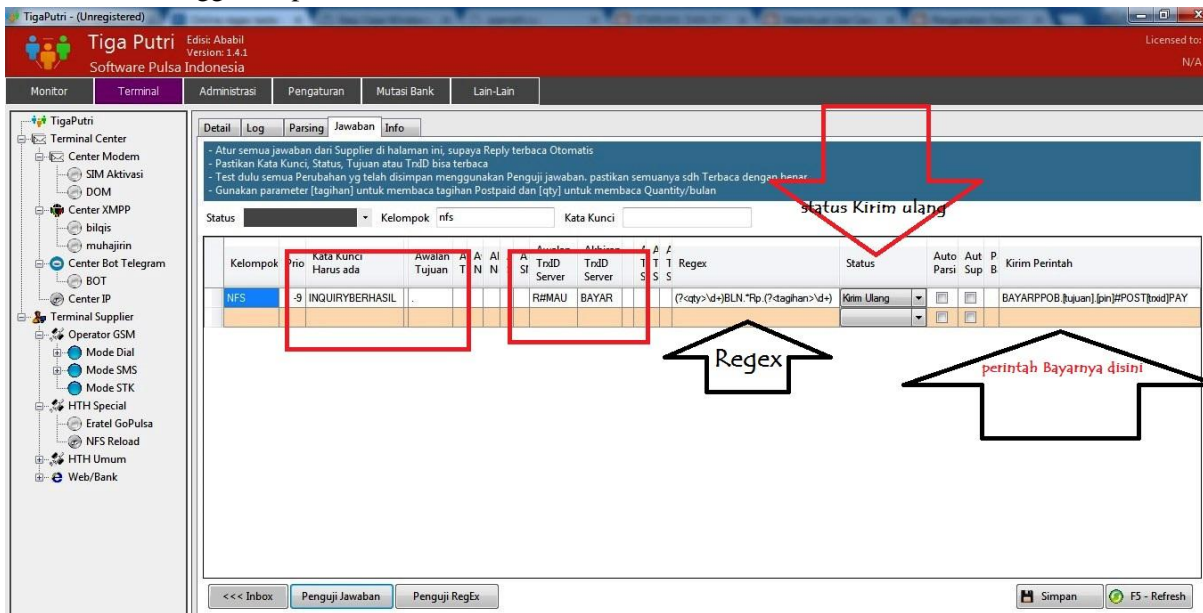 TigaPutri - (Unregistered)
Tiga Putri
Software Pulsa Indonesia
Edisi: Ababil
Version: 1.4.1
Licensed to:
N/A
Monitor Terminal Administrasi Pengaturan Mutasi Bank Lain-Lain
TigaPutri
Terminal Center
Center Modem
SIM Aktivasi
DOM
Center XMPP
bilqis
muhajirin
Center Bot Telegram
BOT
Center IP
Terminal Supplier
Operator GSM
Mode Dial
Mode SMS
Mode STK
HTH Special
Eratel GoPulsa
NFS Reload
HTH Umum
Web/Bank
Detail Log Parsing Jawaban Info
- Atur semua jawaban dari Supplier di halaman ini, supaya Reply terbaca Otomatis
- Pastikan Kata Kunci, Status, Tujuan atau TrxID bisa terbaca
- Test dulu semua Perubahan yg telah disimpan menggunakan Penguji jawaban. pastikan semuanya sdh Terbaca dengan benar
- Gunakan parameter [tagihan] untuk membaca tagihan Postpaid dan [qty] untuk membaca Quantity/bulan
status Kirim ulang
Status Kelompok nfs Kata Kunci
Kelompok Prio Kata Kunci Harus ada Awalan Tujuan Awalan TrxID Server Akhiran TrxID Server Regex Status Auto Parsi Aut Sup P B Kirim Perintah
NFS -9 INQUIRYBERHASIL . R#MAU BAYAR (?<qty>\d+)BLN.*Rp.(?<tagihan>\d+) Kirim Ulang BAYARPPOB.[tujuan].[pin]#POST[trxid]PAY
Regex
perintah Bayarnya disini
<<< Inbox Penguji Jawaban Penguji RegEx Simpan F5 - Refresh